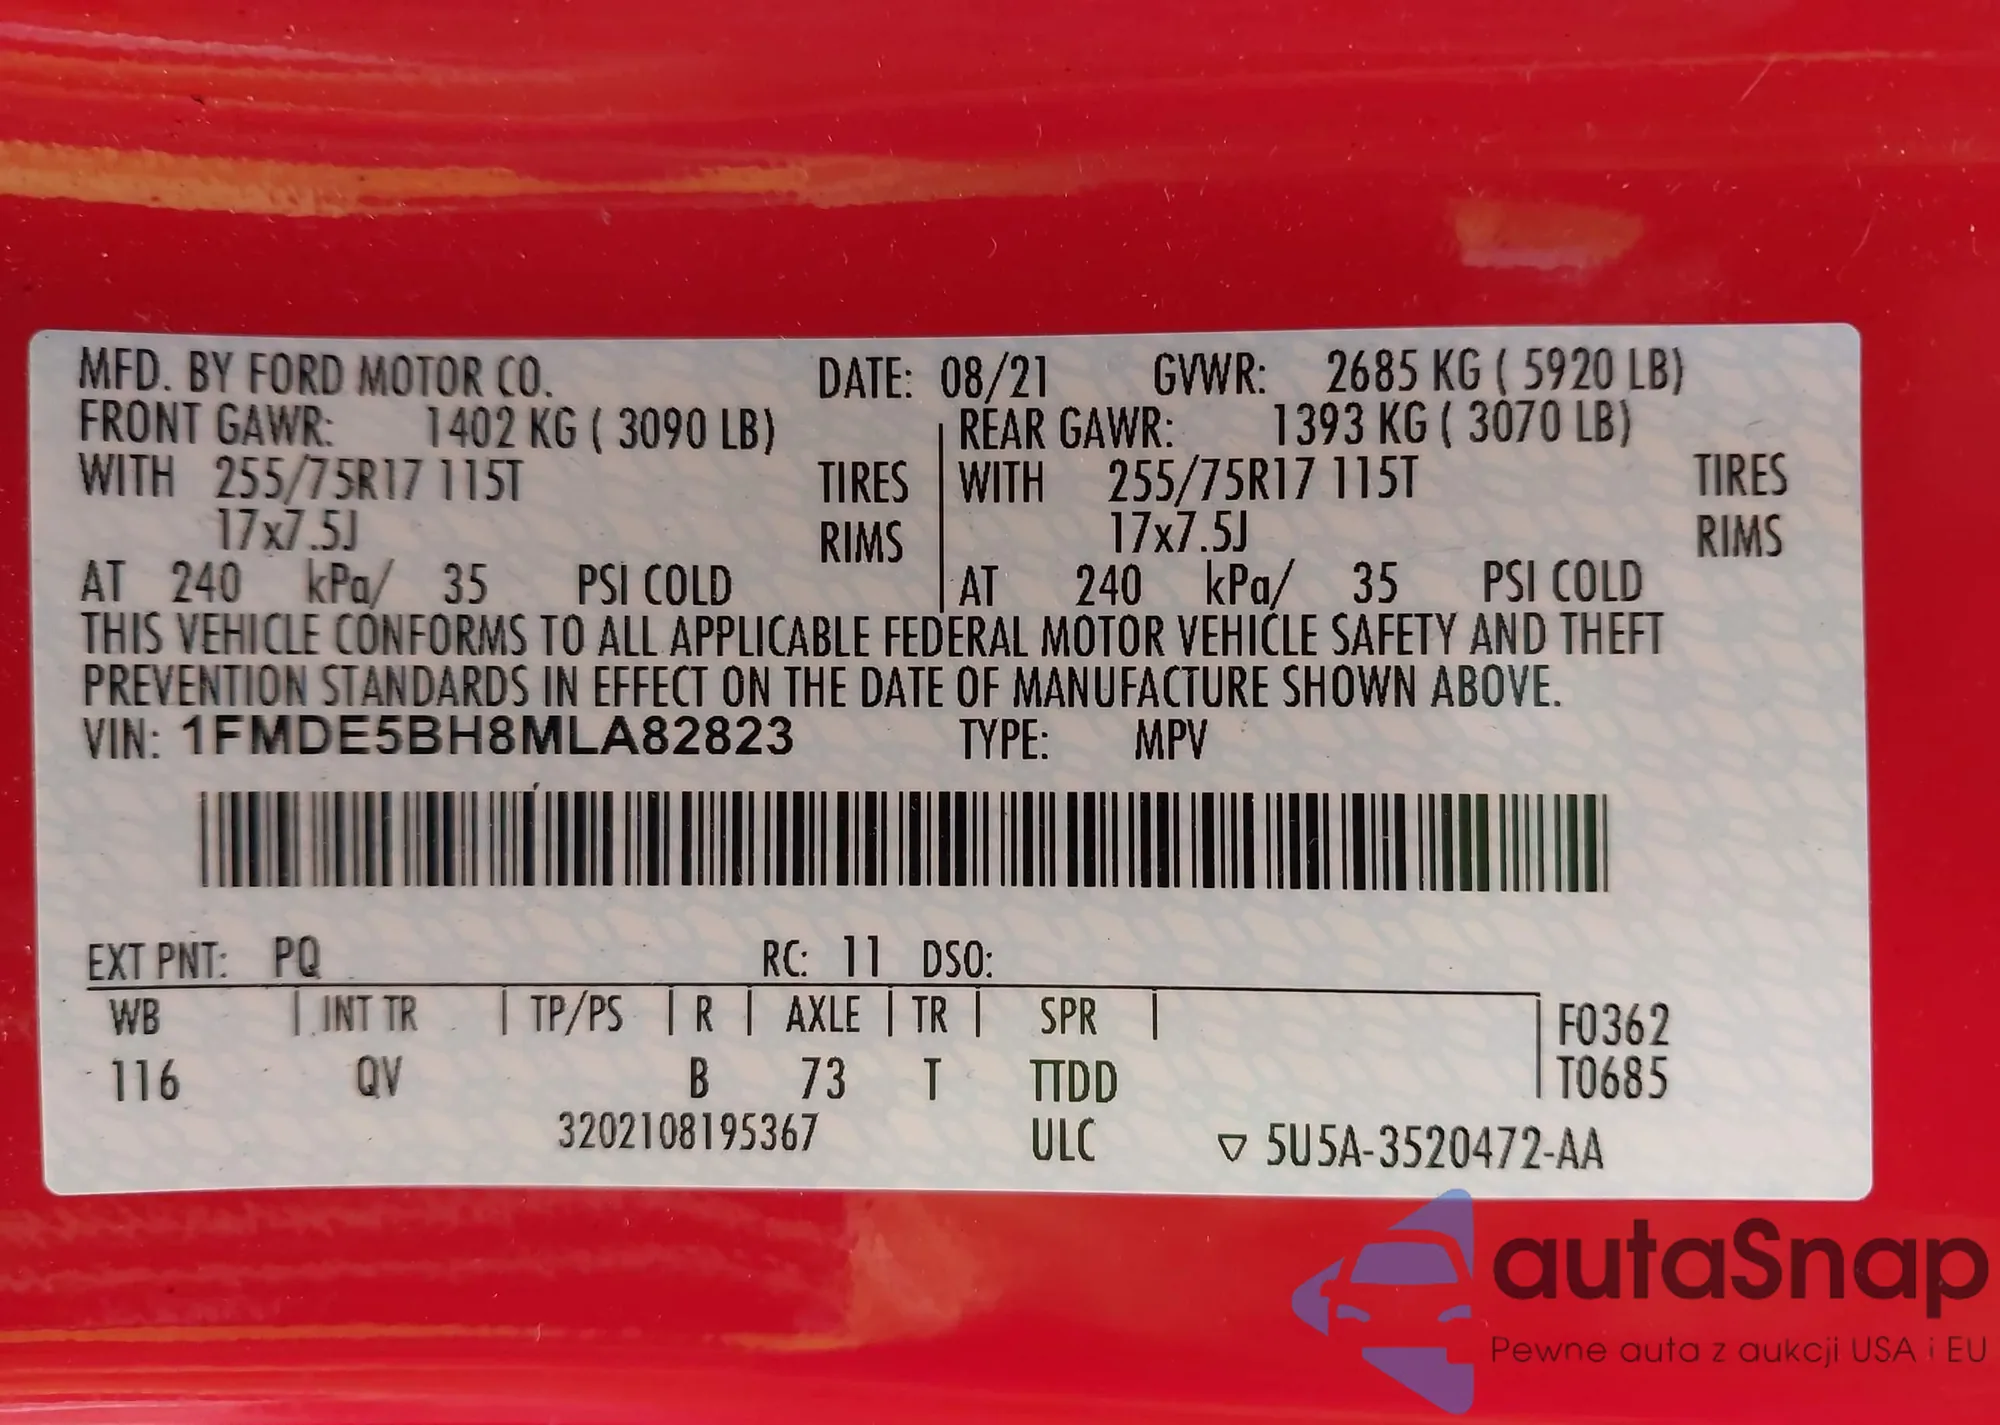 MFD. BY FORD MOTOR CO. DATE: 08/21 GVWR: 2685 KG ( 5920 LB)
FRONT GAWR: 1402 KG ( 3090 LB) REAR GAWR: 1393 KG ( 3070 LB)
WITH 255/75R17 115T TIRES WITH 255/75R17 115T TIRES
17x7.5J RIMS 17x7.5J RIMS
AT 240 kPa/ 35 PSI COLD AT 240 kPa/ 35 PSI COLD
THIS VEHICLE CONFORMS TO ALL APPLICABLE FEDERAL MOTOR VEHICLE SAFETY AND THEFT
PREVENTION STANDARDS IN EFFECT ON THE DATE OF MANUFACTURE SHOWN ABOVE.
VIN: 1FMDE5BH8MLA82823 TYPE: MPV
EXT PNT: PQ RC: 11 DSO:
WB INT TR TP/PS R AXLE TR SPR F0362
116 QV B 73 T TTDD T0685
3202108195367 ULC ▽ 5U5A-3520472-AA
autaSnap
Pewne auta z aukcji USA i EU